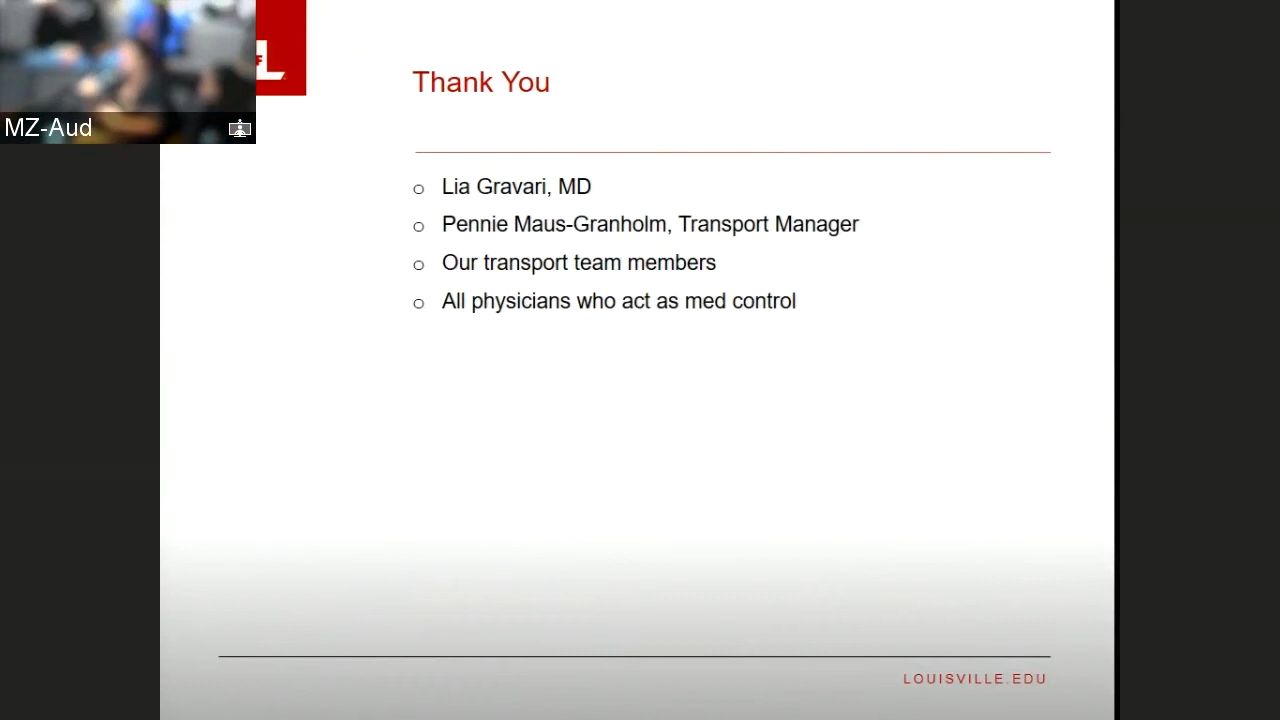 MZ-Aud
Thank You
Lia Gravari, MD
Pennie Maus-Granholm, Transport Manager
Our transport team members
All physicians who act as med control
LOUISVILLE.EDU